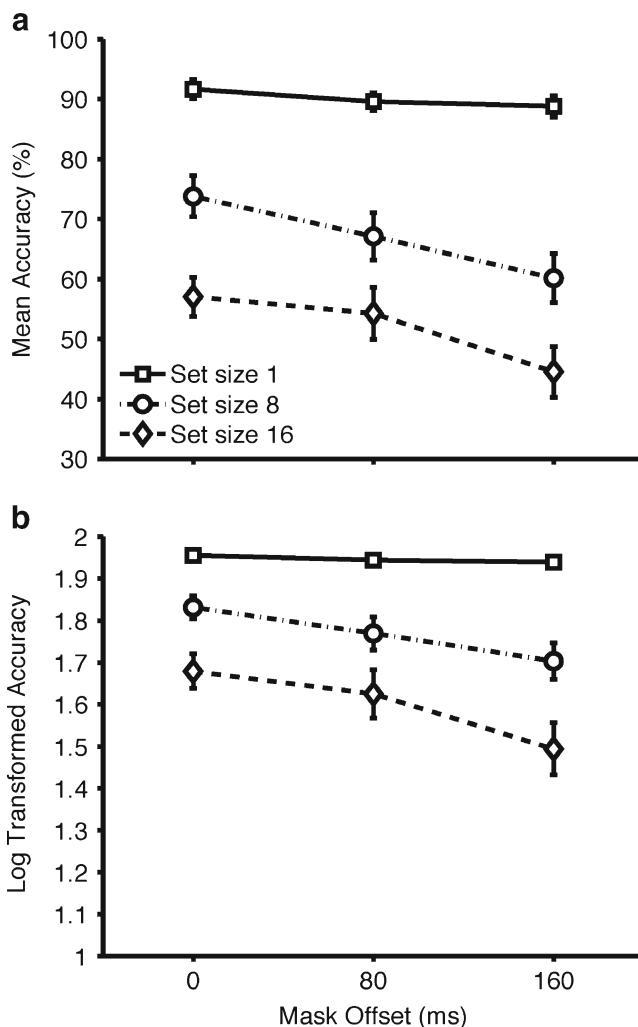 a
100
90
80
70
60
50
40
30
Mean Accuracy (%)
Set size 1
Set size 8
Set size 16
b
2
1.9
1.8
1.7
1.6
1.5
1.4
1.3
1.2
1.1
1
Log Transformed Accuracy
0 80 160
Mask Offset (ms)